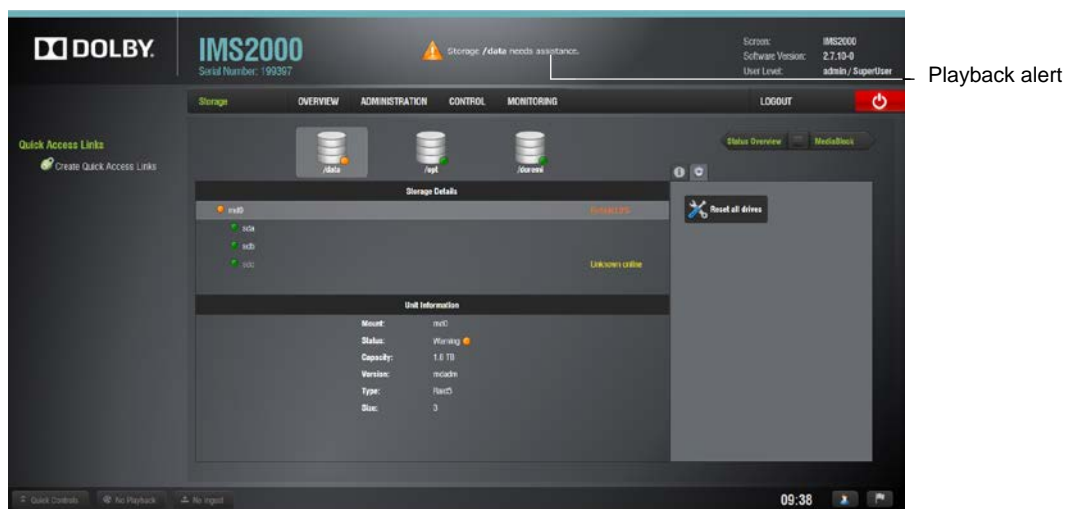 DOLBY.
IMS2000
Serial Number: 199397
Storage /data needs assistance.
Screen: IMS2000
Software Version: 2.7.10-0
User Level: admin / SuperUser
Playback alert
Storage OVERVIEW ADMINISTRATION CONTROL MONITORING LOGOUT
Quick Access Links
Create Quick Access Links
/data /opt /doremi
Status Overview MediaBlock
Storage Details
md0
sda
sdb
sdc Unknown online
Reset all drives
Unit Information
Mount: md0
Status: Warning
Capacity: 1.8 TB
Version: mdadm
Type: Raid5
Size: 3
Quick Controls No Playback No Ingest 09:38